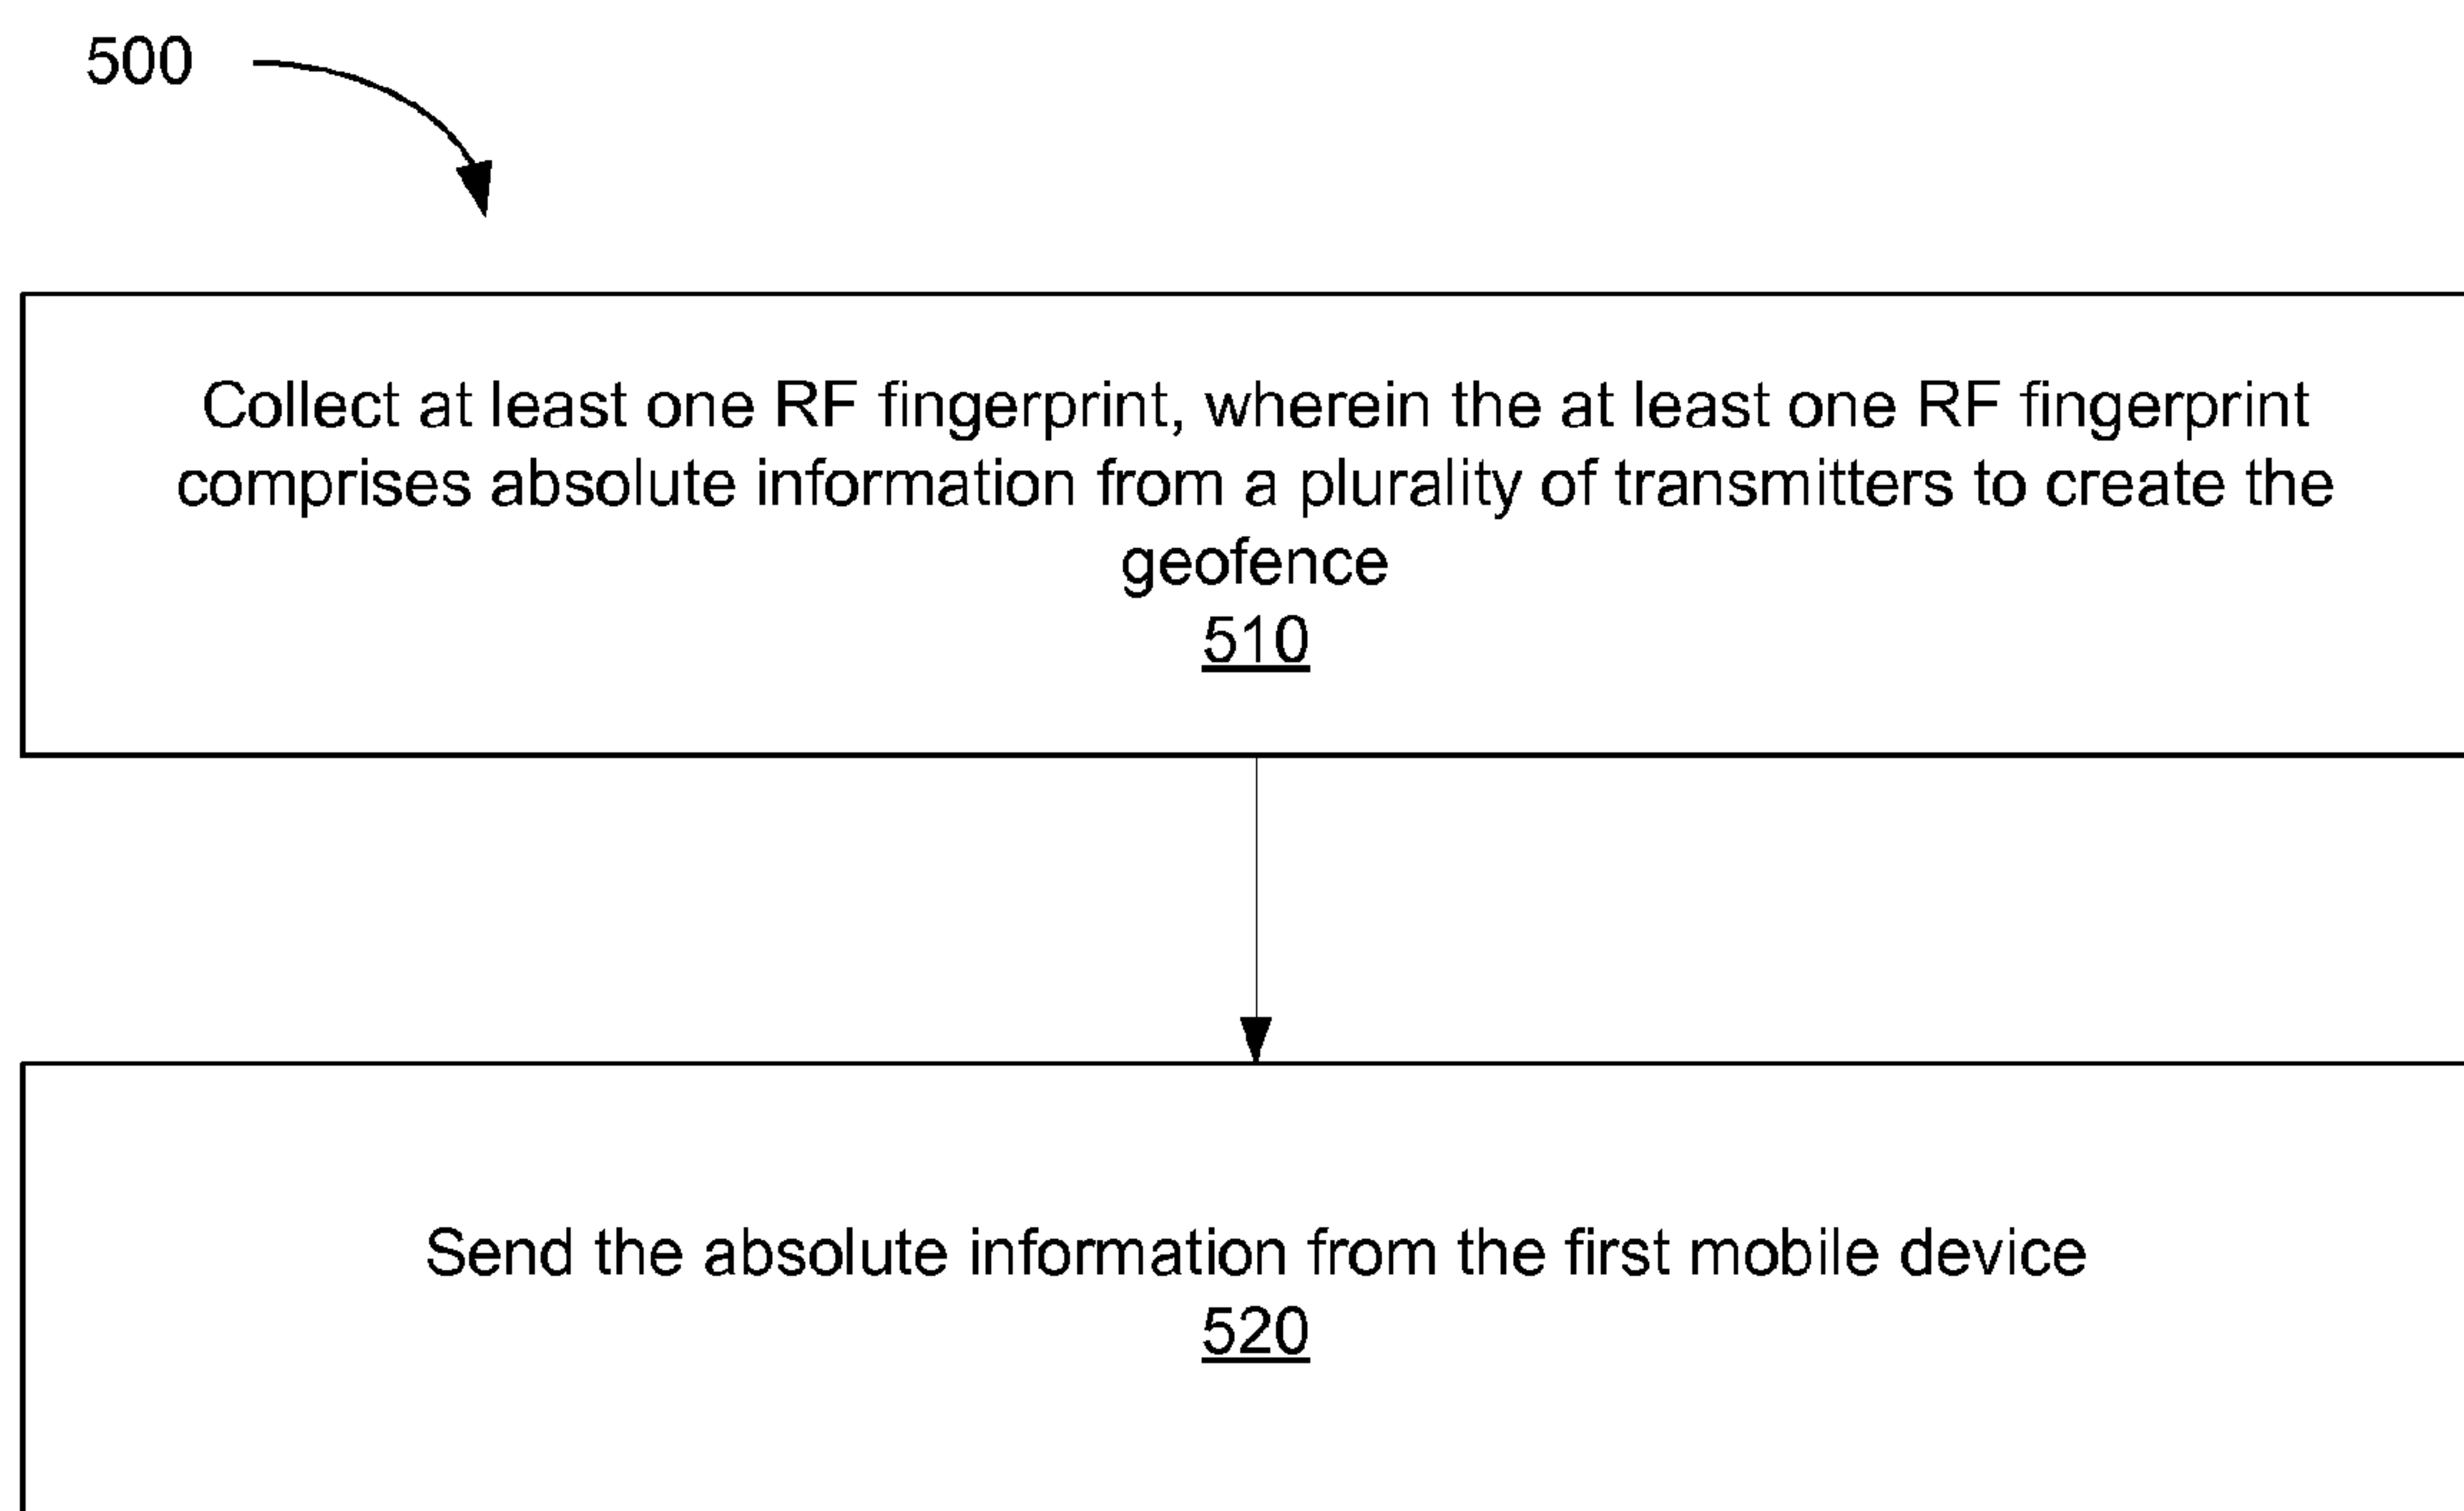 500
Collect at least one RF fingerprint, wherein the at least one RF fingerprint
comprises absolute information from a plurality of transmitters to create the
geofence
510
Send the absolute information from the first mobile device
520